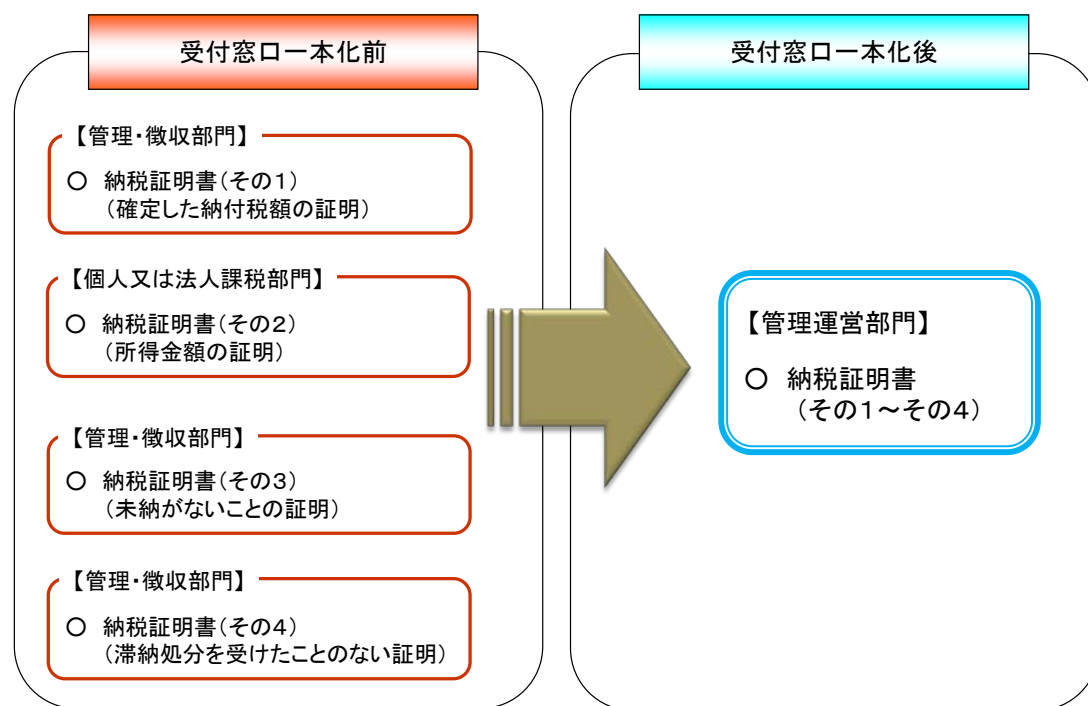 受付窓口一本化前
【管理・徴収部門】
○ 納税証明書(その1)
(確定した納付税額の証明)
【個人又は法人課税部門】
○ 納税証明書(その2)
(所得金額の証明)
【管理・徴収部門】
○ 納税証明書(その3)
(未納がないことの証明)
【管理・徴収部門】
○ 納税証明書(その4)
(滞納処分を受けたことのない証明)
受付窓口一本化後
【管理運営部門】
○ 納税証明書
(その1~その4)